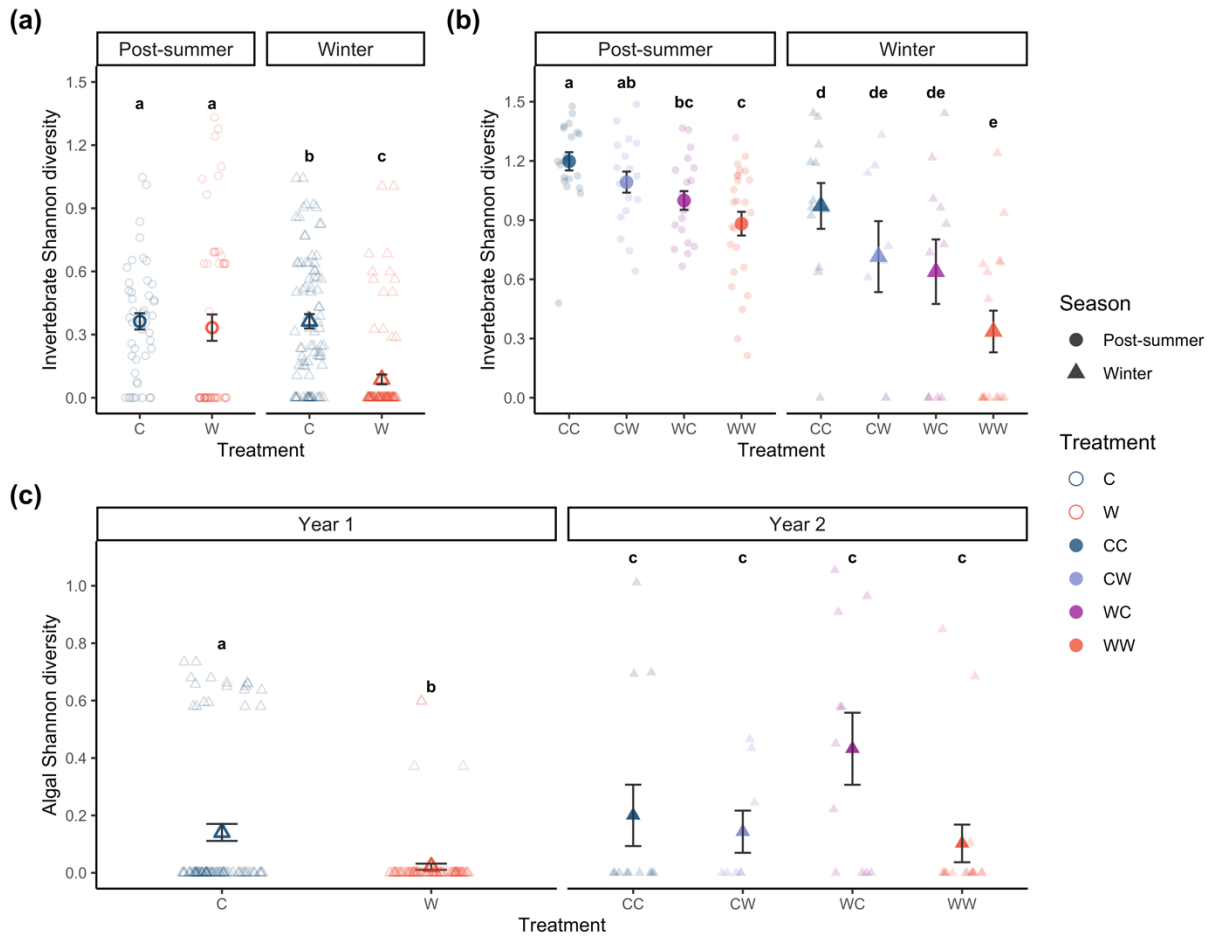 (a)
Post-summer Winter
Invertebrate Shannon diversity
1.5
1.2
0.9
0.6
0.3
0.0
a a b c
C W C W
Treatment
(b)
Post-summer Winter
Invertebrate Shannon diversity
1.5
1.2
0.9
0.6
0.3
0.0
a ab bc c d de de e
CC CW WC WW CC CW WC WW
Treatment
Season
Post-summer
Winter
Treatment
C
W
CC
CW
WC
WW
(c)
Year 1 Year 2
Algal Shannon diversity
1.0
0.8
0.6
0.4
0.2
0.0
a b c c c c
C W CC CW WC WW
Treatment